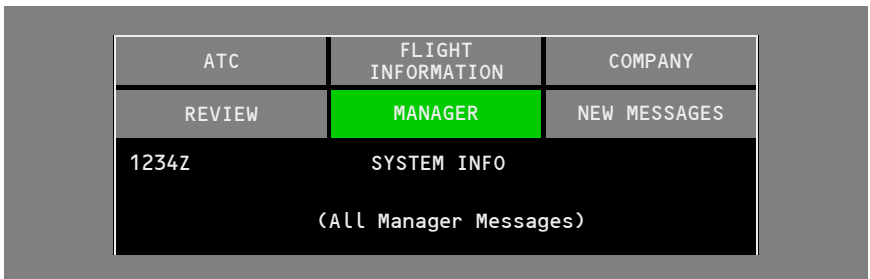 ATC
FLIGHT
INFORMATION
COMPANY
REVIEW
MANAGER
NEW MESSAGES
1234Z SYSTEM INFO
(All Manager Messages)